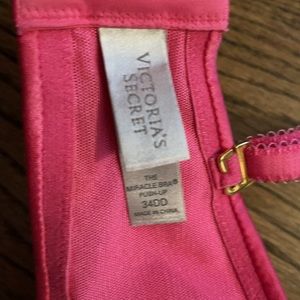 VICTORIA'S
SECRET
THE
MIRACLE BRA®
PUSH-UP
34DD
MADE IN CHINA